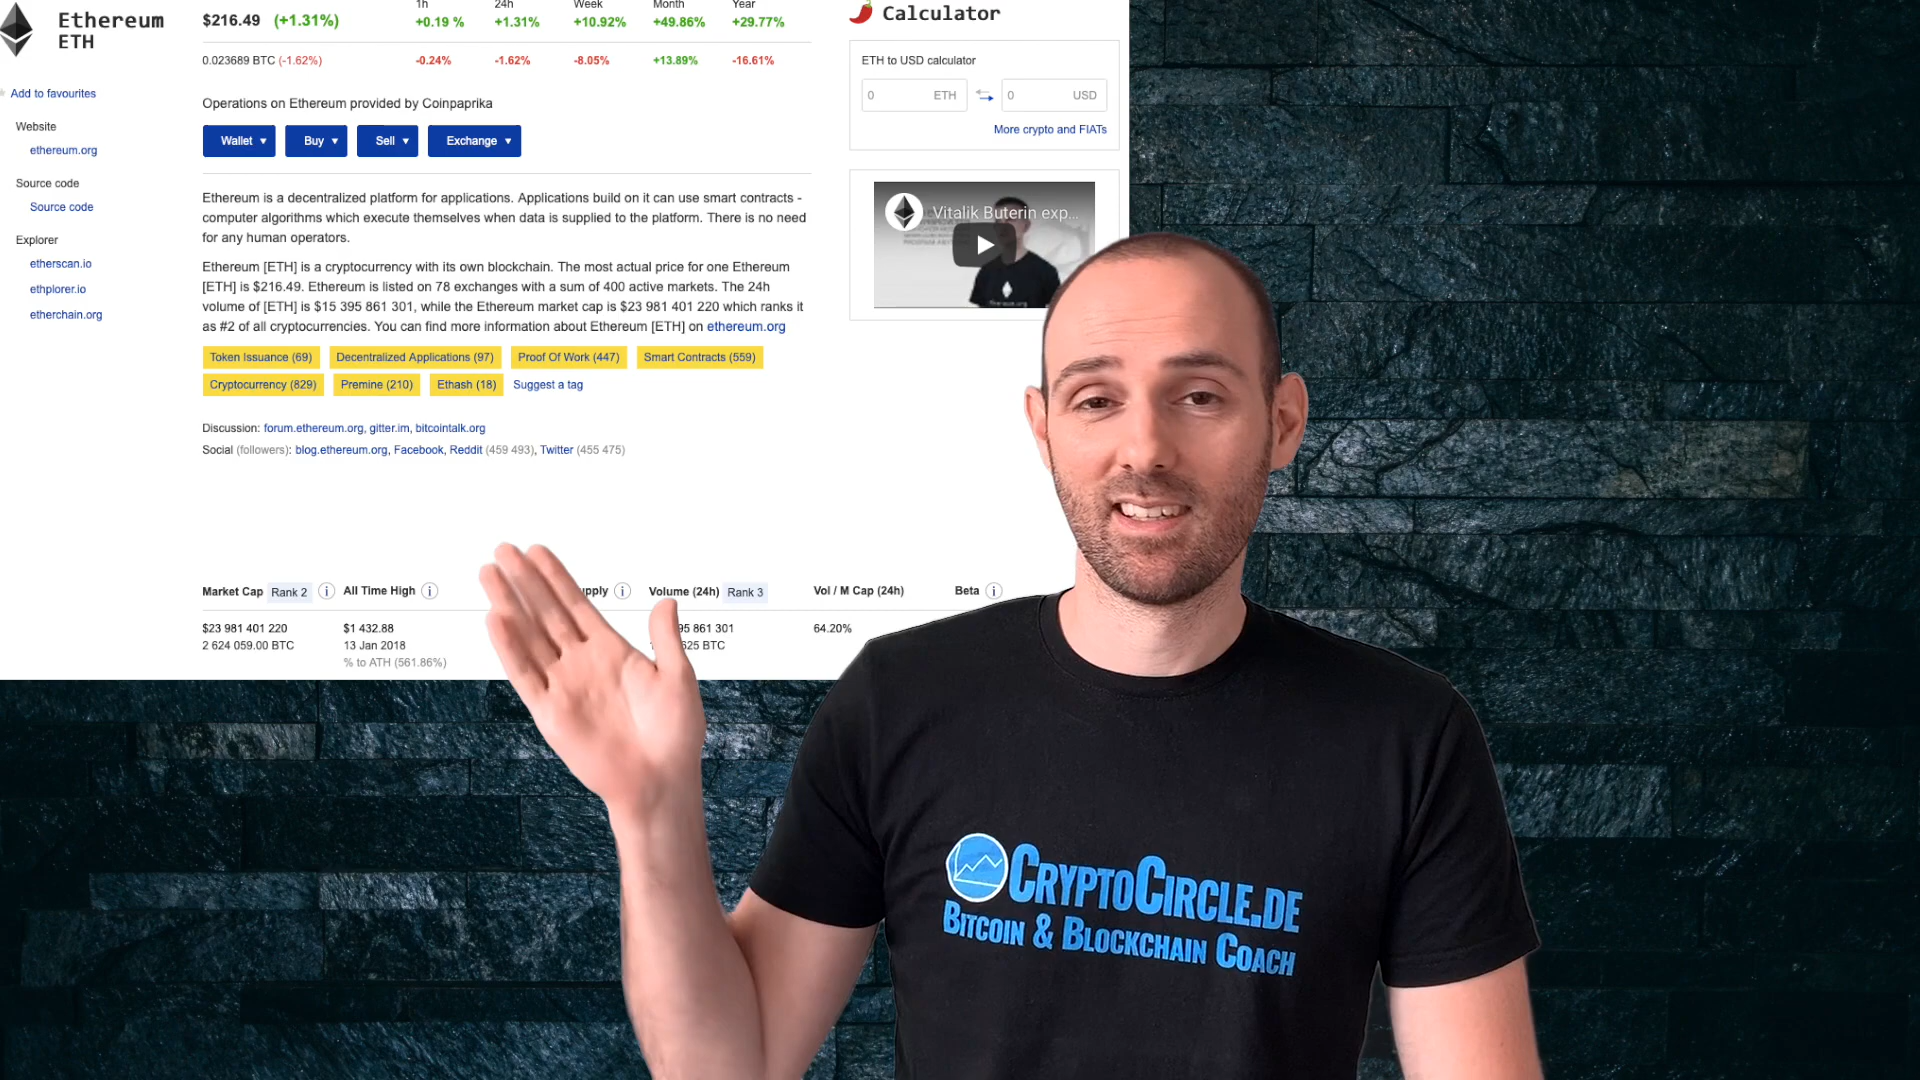 Ethereum
ETH
$216.49 (+1.31%)
1h 24h Week Month Year
+0.19 % +1.31% +10.92% +49.86% +29.77%
0.023689 BTC (-1.62%)
-0.24% -1.62% -8.05% +13.89% -16.61%
Add to favourites
Website
ethereum.org
Source code
Source code
Explorer
etherscan.io
ethplorer.io
etherchain.org
Operations on Ethereum provided by Coinpaprika
Wallet Buy Sell Exchange
Ethereum is a decentralized platform for applications. Applications build on it can use smart contracts -
computer algorithms which execute themselves when data is supplied to the platform. There is no need
for any human operators.
Ethereum [ETH] is a cryptocurrency with its own blockchain. The most actual price for one Ethereum
[ETH] is $216.49. Ethereum is listed on 78 exchanges with a sum of 400 active markets. The 24h
volume of [ETH] is $15 395 861 301, while the Ethereum market cap is $23 981 401 220 which ranks it
as #2 of all cryptocurrencies. You can find more information about Ethereum [ETH] on ethereum.org
Token Issuance (69) Decentralized Applications (97) Proof Of Work (447) Smart Contracts (559)
Cryptocurrency (829) Premine (210) Ethash (18) Suggest a tag
Discussion: forum.ethereum.org, gitter.im, bitcointalk.org
Social (followers): blog.ethereum.org, Facebook, Reddit (459 493), Twitter (455 475)
Calculator
ETH to USD calculator
0 ETH 0 USD
More crypto and FIATs
Vitalik Buterin exp...
Market Cap Rank 2 All Time High Volume (24h) Rank 3 Vol / M Cap (24h) Beta
$23 981 401 220 $1 432.88 95 861 301 64.20%
2 624 059.00 BTC 13 Jan 2018 625 BTC
% to ATH (561.86%)
CRYPTOCIRCLE.DE
BITCOIN & BLOCKCHAIN COACH